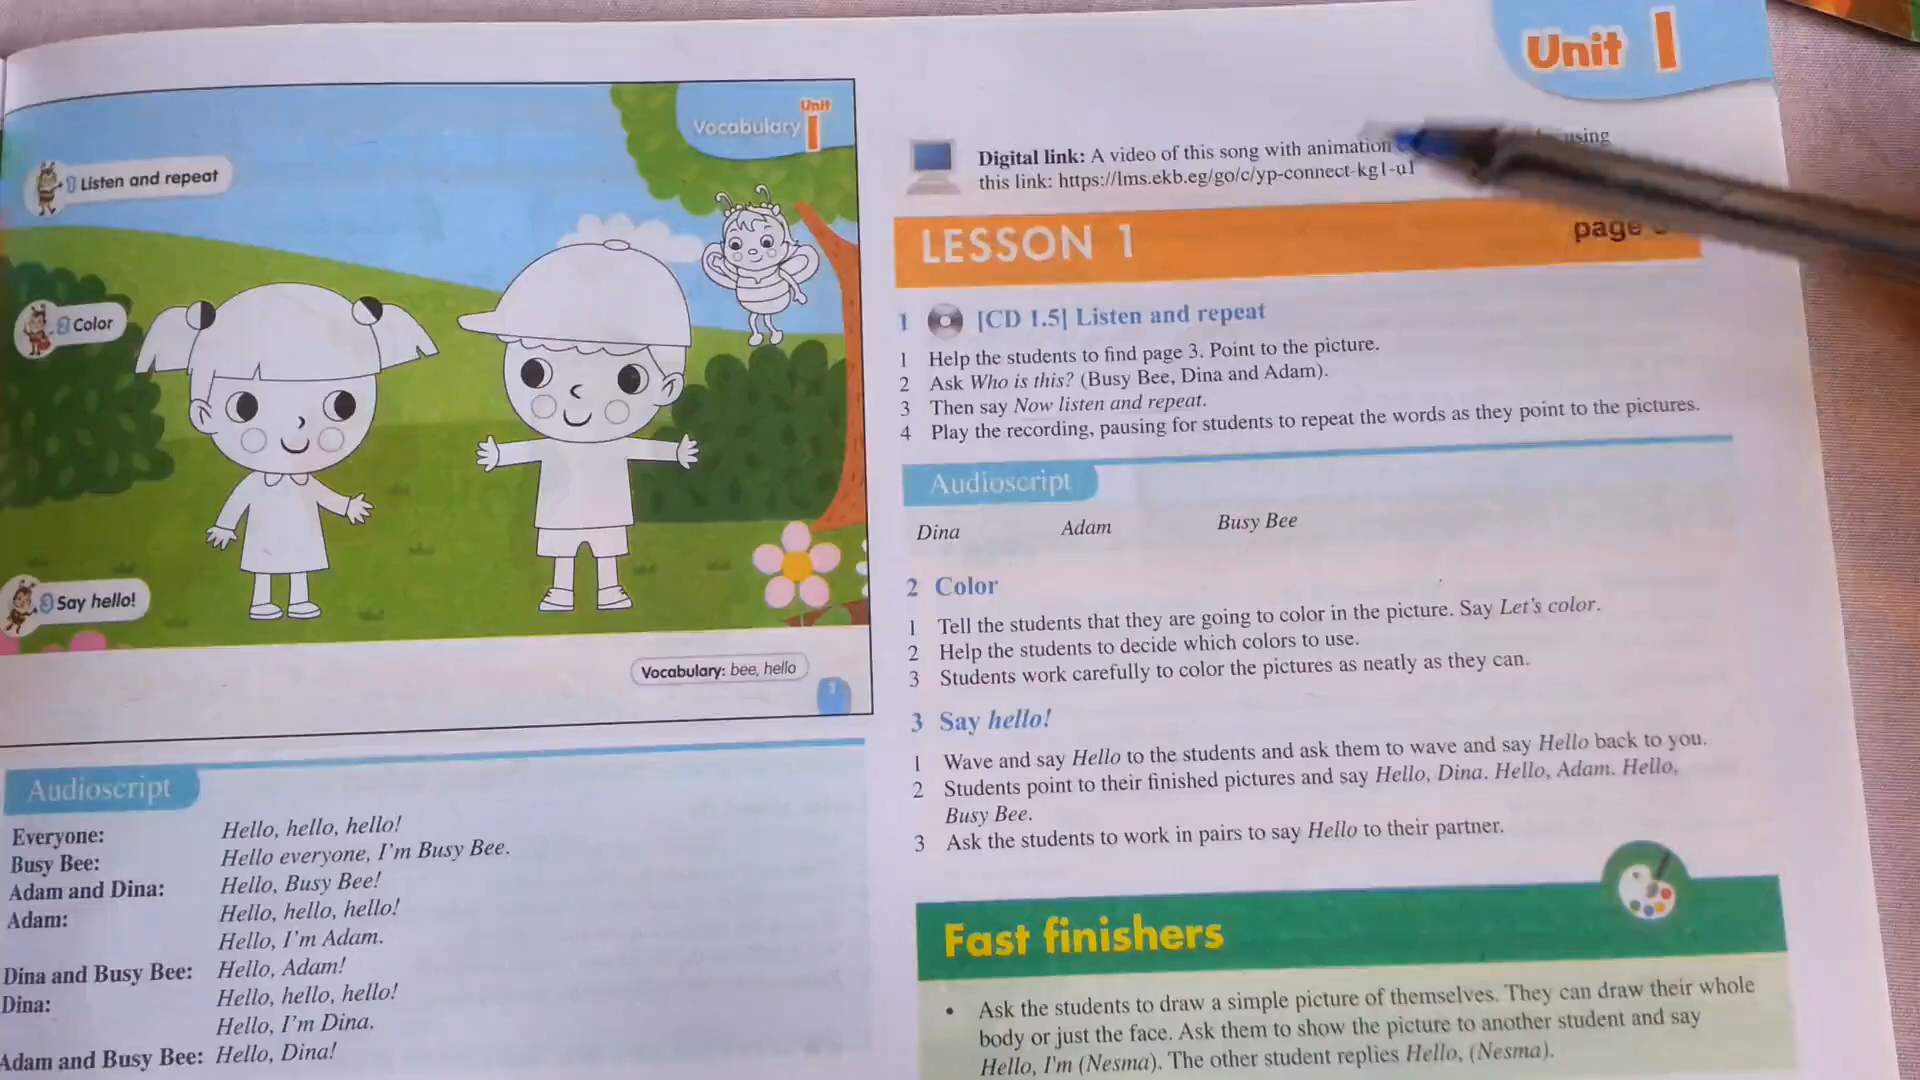 Unit 1
Vocabulary
Unit
1
1 Listen and repeat
2 Color
3 Say hello!
Vocabulary: bee, hello
3
Audioscript
Everyone: Hello, hello, hello!
Busy Bee: Hello everyone, I'm Busy Bee.
Adam and Dina: Hello, Busy Bee!
Adam: Hello, hello, hello!
Hello, I'm Adam.
Dina and Busy Bee: Hello, Adam!
Dina: Hello, hello, hello!
Hello, I'm Dina.
Adam and Busy Bee: Hello, Dina!
Digital link: A video of this song with animation using
this link: https://lms.ekb.eg/go/c/yp-connect-kg1-u1
LESSON 1 page
1 [CD 1.5] Listen and repeat
1 Help the students to find page 3. Point to the picture.
2 Ask Who is this? (Busy Bee, Dina and Adam).
3 Then say Now listen and repeat.
4 Play the recording, pausing for students to repeat the words as they point to the pictures.
Audioscript
Dina Adam Busy Bee
2 Color
1 Tell the students that they are going to color in the picture. Say Let's color.
2 Help the students to decide which colors to use.
3 Students work carefully to color the pictures as neatly as they can.
3 Say hello!
1 Wave and say Hello to the students and ask them to wave and say Hello back to you.
2 Students point to their finished pictures and say Hello, Dina. Hello, Adam. Hello,
Busy Bee.
3 Ask the students to work in pairs to say Hello to their partner.
Fast finishers
• Ask the students to draw a simple picture of themselves. They can draw their whole
body or just the face. Ask them to show the picture to another student and say
Hello, I'm (Nesma). The other student replies Hello, (Nesma).